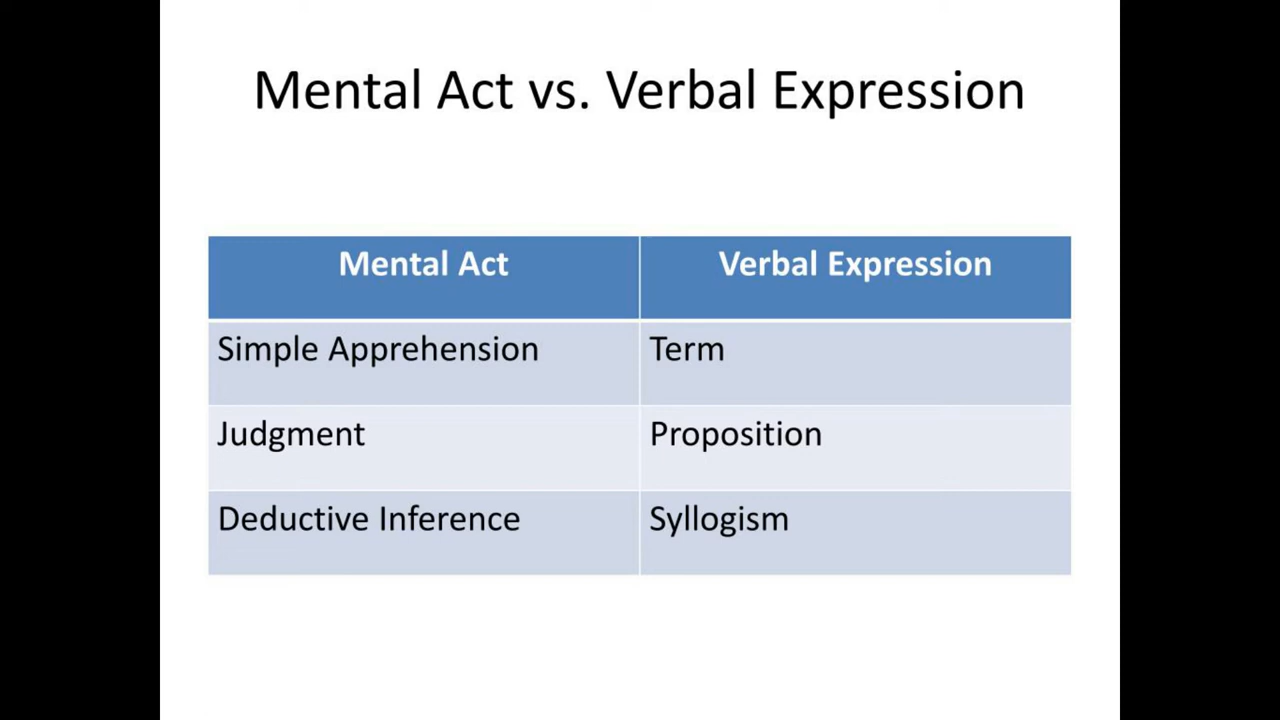 Mental Act vs. Verbal Expression
Mental Act Verbal Expression
Simple Apprehension Term
Judgment Proposition
Deductive Inference Syllogism